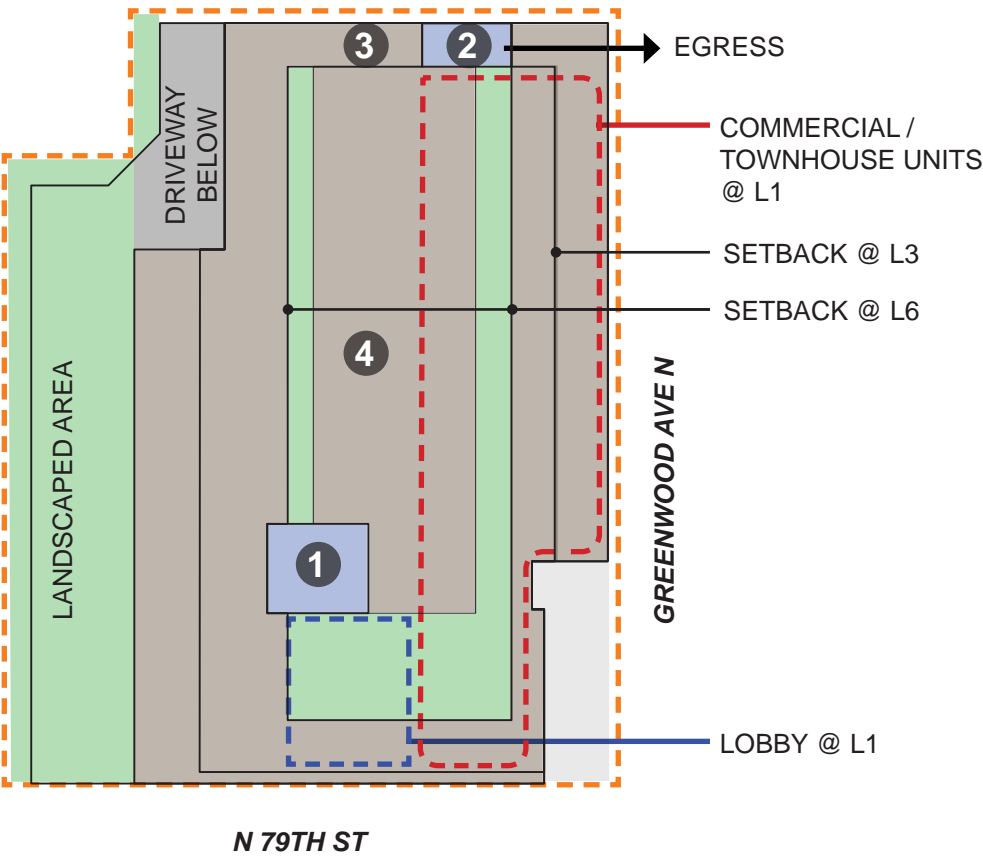 3
2
EGRESS
DRIVEWAY
BELOW
COMMERCIAL /
TOWNHOUSE UNITS
@ L1
SETBACK @ L3
SETBACK @ L6
4
LANDSCAPED AREA
GREENWOOD AVE N
1
LOBBY @ L1
N 79TH ST